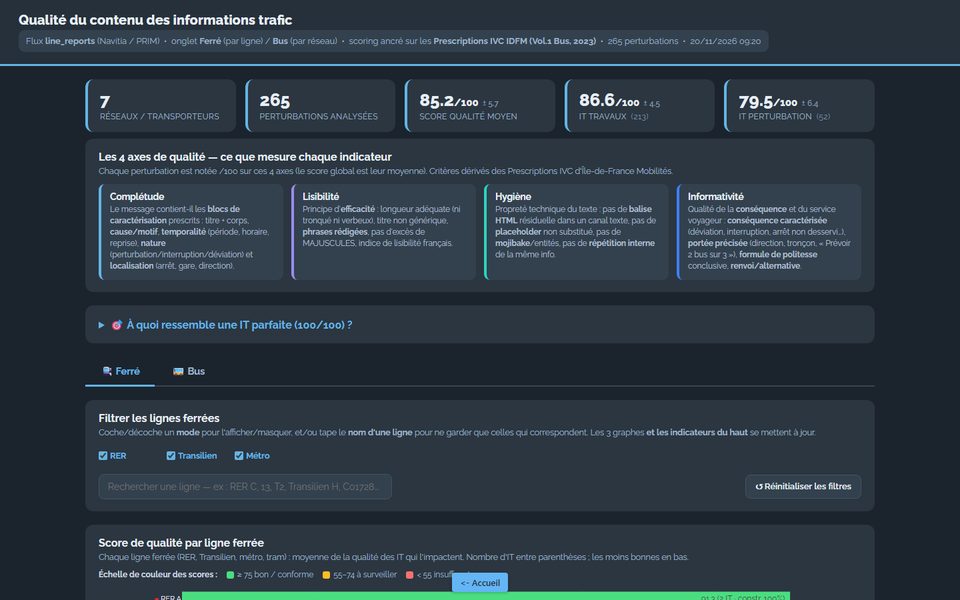 Qualité du contenu des informations trafic
Flux line_reports (Navitia / PRIM) • onglet Ferré (par ligne) / Bus (par réseau) • scoring ancré sur les Prescriptions IVC IDFM (Vol.1 Bus, 2023) • 265 perturbations • 20/11/2026 09:20
7
RÉSEAUX / TRANSPORTEURS
265
PERTURBATIONS ANALYSÉES
85.2/100 ± 5.7
SCORE QUALITÉ MOYEN
86.6/100 ± 4.5
IT TRAVAUX (213)
79.5/100 ± 6.4
IT PERTURBATION (52)
Les 4 axes de qualité — ce que mesure chaque indicateur
Chaque perturbation est notée /100 sur ces 4 axes (le score global est leur moyenne). Critères dérivés des Prescriptions IVC d'Île-de-France Mobilités.
Complétude
Le message contient-il les blocs de
caractérisation prescrits : titre + corps,
cause/motif, temporalité (période, horaire,
reprise), nature
(perturbation/interruption/déviation) et
localisation (arrêt, gare, direction).
Lisibilité
Principe d'efficacité : longueur adéquate (ni
tronqué ni verbeux), titre non générique,
phrases rédigées, pas d'excès de
MAJUSCULES, indice de lisibilité français.
Hygiène
Propreté technique du texte : pas de balise
HTML résiduelle dans un canal texte, pas de
placeholder non substitué, pas de
mojibake/entités, pas de répétition interne
de la même info.
Informativité
Qualité de la conséquence et du service
voyageur : conséquence caractérisée
(déviation, interruption, arrêt non desservi…),
portée précisée (direction, tronçon, « Prévoir
2 bus sur 3 »), formule de politesse
conclusive, renvoi/alternative.
▶ 🎯 À quoi ressemble une IT parfaite (100/100) ?
Ferré
Bus
Filtrer les lignes ferrées
Coche/décoche un mode pour l'afficher/masquer, et/ou tape le nom d'une ligne pour ne garder que celles qui correspondent. Les 3 graphes et les indicateurs du haut se mettent à jour.
RER
Transilien
Métro
Rechercher une ligne — ex : RER C, 13, T2, Transilien H, C01728…
↺ Réinitialiser les filtres
Score de qualité par ligne ferrée
Chaque ligne ferrée (RER, Transilien, métro, tram) : moyenne de la qualité des IT qui l'impactent. Nombre d'IT entre parenthèses ; les moins bonnes en bas.
Échelle de couleur des scores : ≥ 75 bon / conforme 55–74 à surveiller < 55
<- Accueil
RER A